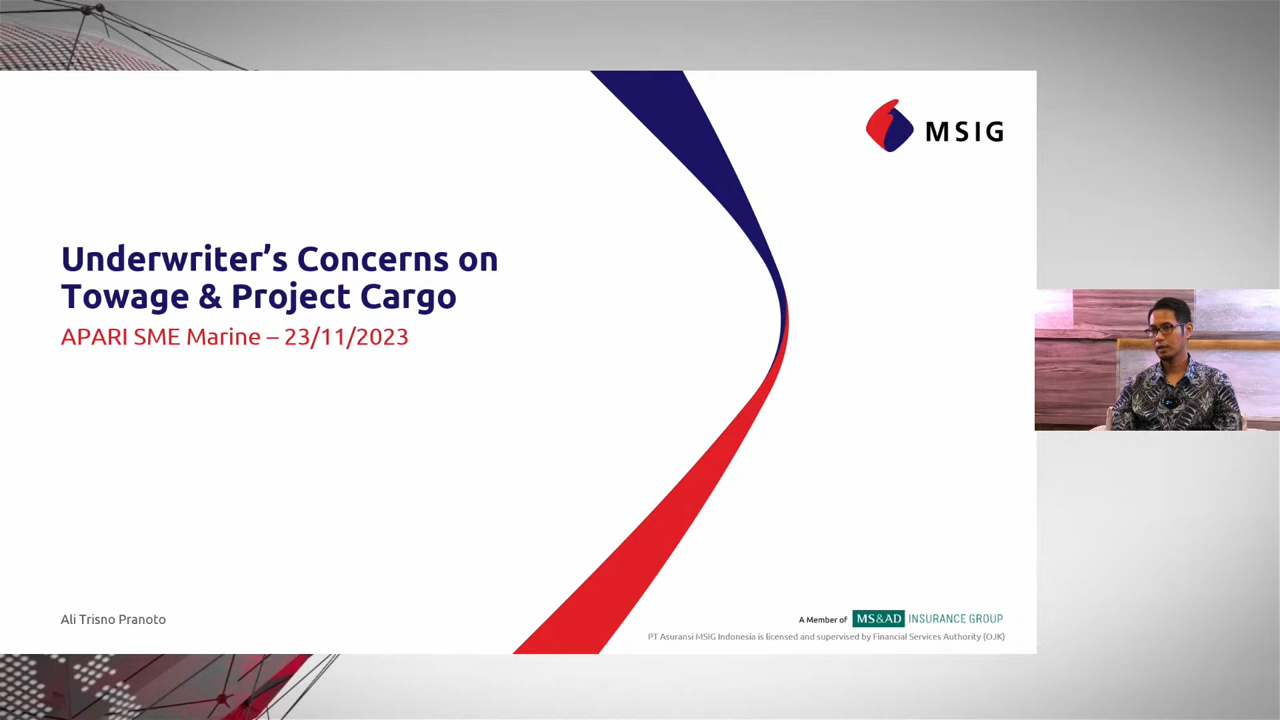 MSIG
Underwriter’s Concerns on
Towage & Project Cargo
APARI SME Marine – 23/11/2023
Ali Trisno Pranoto
A Member of MS&AD INSURANCE GROUP
PT Asuransi MSIG Indonesia is licensed and supervised by Financial Services Authority (OJK)